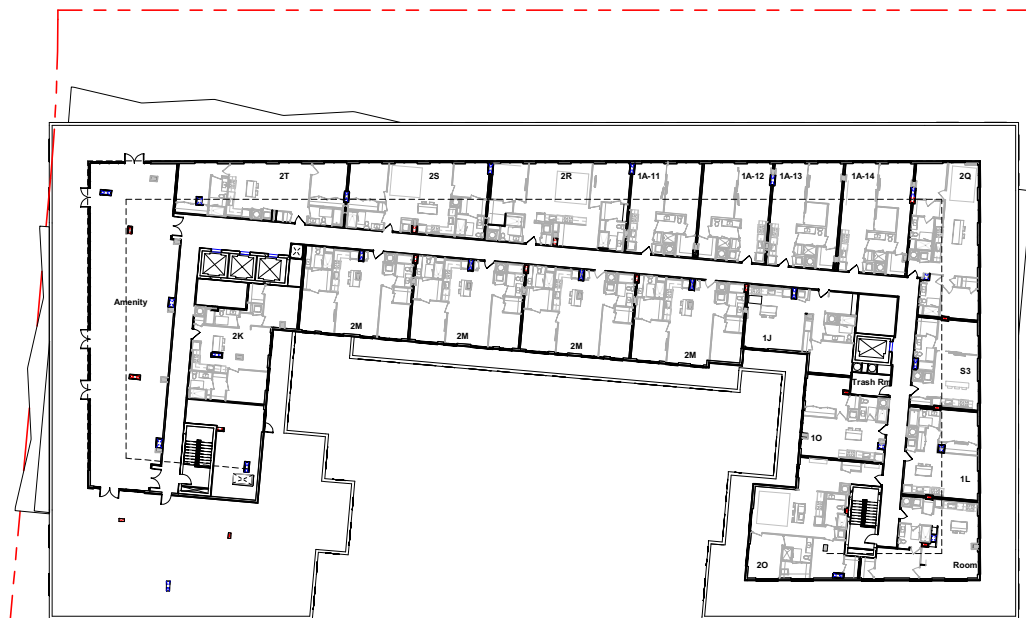 2T
2S
2R
1A-11
1A-12
1A-13
1A-14
2Q
Amenity
2K
2M
2M
2M
2M
1J
Trash Rm
S3
1O
1L
2O
Room